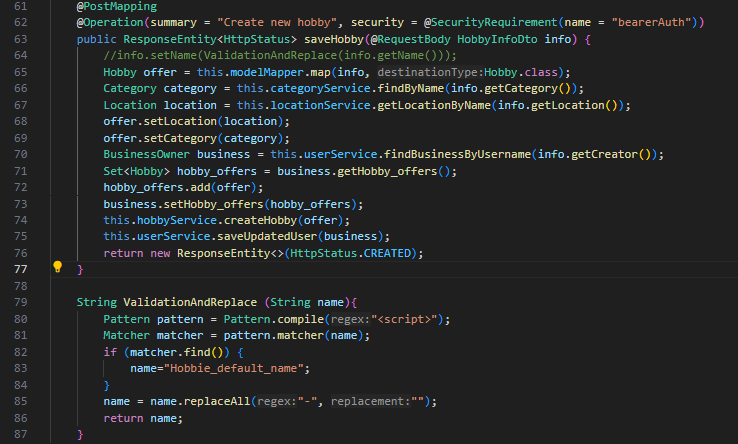 61 @PostMapping
62 @Operation(summary = "Create new hobby", security = @SecurityRequirement(name = "bearerAuth"))
63 public ResponseEntity<HttpStatus> saveHobby(@RequestBody HobbyInfoDto info) {
64 //info.setName(ValidationAndReplace(info.getName()));
65 Hobby offer = this.modelMapper.map(info, destinationType:Hobby.class);
66 Category category = this.categoryService.findByName(info.getCategory());
67 Location location = this.locationService.getLocationByName(info.getLocation());
68 offer.setLocation(location);
69 offer.setCategory(category);
70 BusinessOwner business = this.userService.findBusinessByUsername(info.getCreator());
71 Set<Hobby> hobby_offers = business.getHobby_offers();
72 hobby_offers.add(offer);
73 business.setHobby_offers(hobby_offers);
74 this.hobbyService.createHobby(offer);
75 this.userService.saveUpdatedUser(business);
76 return new ResponseEntity<>(HttpStatus.CREATED);
77 }
78
79 String ValidationAndReplace (String name){
80 Pattern pattern = Pattern.compile(regex:"<script>");
81 Matcher matcher = pattern.matcher(name);
82 if (matcher.find()) {
83 name="Hobbie_default_name";
84 }
85 name = name.replaceAll(regex:"-", replacement:"");
86 return name;
87 }